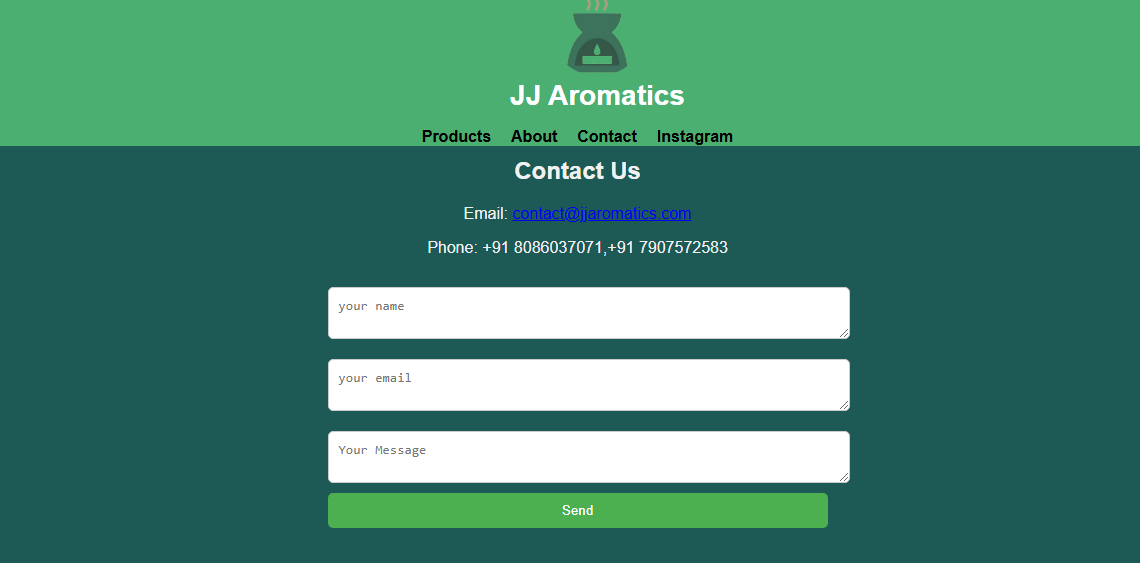 JJ Aromatics
Products About Contact Instagram
Contact Us
Email: contact@jjaromatics.com
Phone: +91 8086037071,+91 7907572583
your name
your email
Your Message
Send